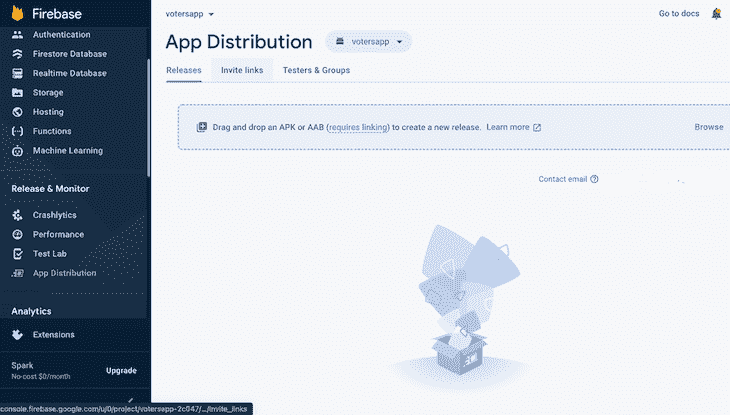 Firebase
Authentication
Firestore Database
Realtime Database
Storage
Hosting
Functions
Machine Learning
Release & Monitor
Crashlytics
Performance
Test Lab
App Distribution
Analytics
Extensions
Spark
No-cost $0/month
Upgrade
console.firebase.google.com/u/0/project/votersapp-2c047/.../invite_links
votersapp
Go to docs
App Distribution
votersapp
Releases
Invite links
Testers & Groups
Drag and drop an APK or AAB (requires linking) to create a new release. Learn more
Browse
Contact email